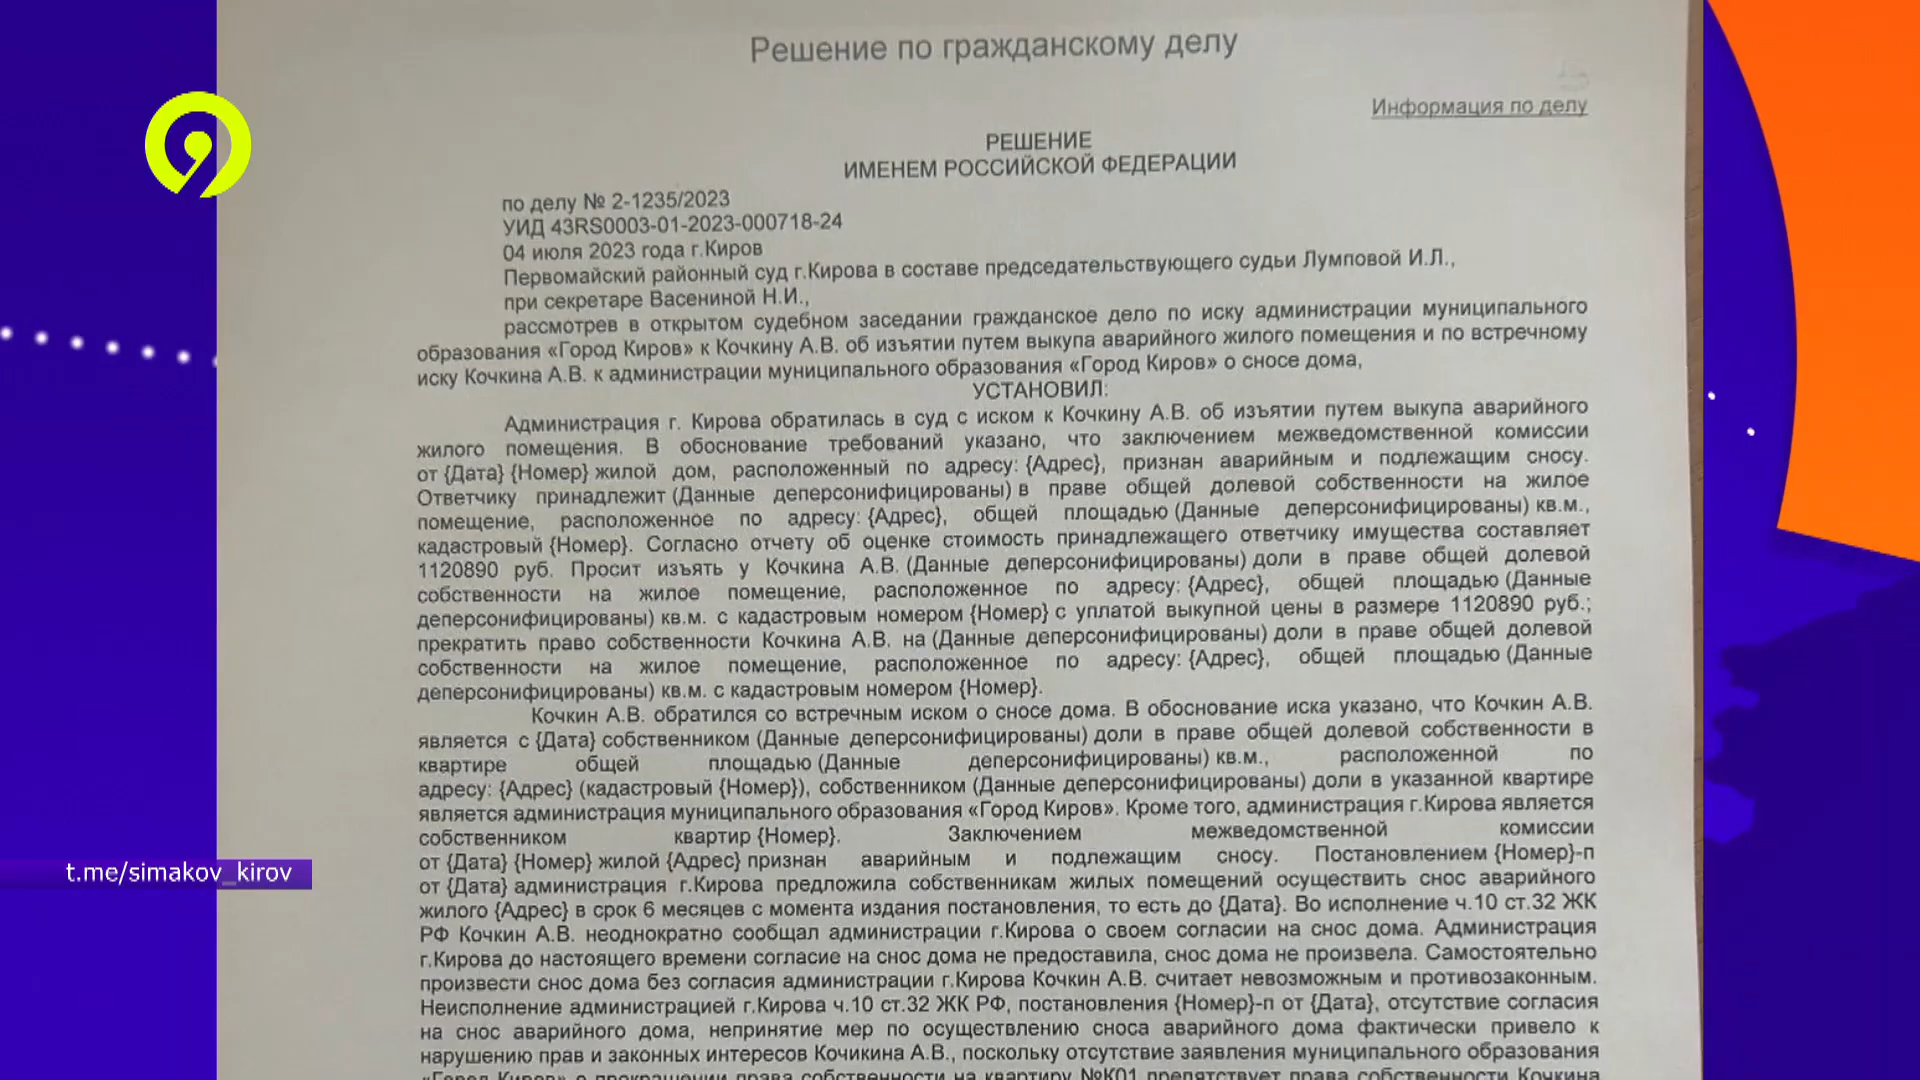 Решение по гражданскому делу
Информация по делу
РЕШЕНИЕ
ИМЕНЕМ РОССИЙСКОЙ ФЕДЕРАЦИИ
по делу № 2-1235/2023
УИД 43RS0003-01-2023-000718-24
04 июля 2023 года г.Киров
Первомайский районный суд г.Кирова в составе председательствующего судьи Лумповой И.Л.,
при секретаре Васениной Н.И.,
рассмотрев в открытом судебном заседании гражданское дело по иску администрации муниципального
образования «Город Киров» к Кочкину А.В. об изъятии путем выкупа аварийного жилого помещения и по встречному
иску Кочкина А.В. к администрации муниципального образования «Город Киров» о сносе дома,
УСТАНОВИЛ:
Администрация г. Кирова обратилась в суд с иском к Кочкину А.В. об изъятии путем выкупа аварийного
жилого помещения. В обоснование требований указано, что заключением межведомственной комиссии
от {Дата} {Номер} жилой дом, расположенный по адресу: {Адрес}, признан аварийным и подлежащим сносу.
Ответчику принадлежит (Данные деперсонифицированы) в праве общей долевой собственности на жилое
помещение, расположенное по адресу: {Адрес}, общей площадью (Данные деперсонифицированы) кв.м.,
кадастровый {Номер}. Согласно отчету об оценке стоимость принадлежащего ответчику имущества составляет
1120890 руб. Просит изъять у Кочкина А.В. (Данные деперсонифицированы) доли в праве общей долевой
собственности на жилое помещение, расположенное по адресу: {Адрес}, общей площадью (Данные
деперсонифицированы) кв.м. с кадастровым номером {Номер} с уплатой выкупной цены в размере 1120890 руб.;
прекратить право собственности Кочкина А.В. на (Данные деперсонифицированы) доли в праве общей долевой
собственности на жилое помещение, расположенное по адресу: {Адрес}, общей площадью (Данные
деперсонифицированы) кв.м. с кадастровым номером {Номер}.
Кочкин А.В. обратился со встречным иском о сносе дома. В обоснование иска указано, что Кочкин А.В.
является с {Дата} собственником (Данные деперсонифицированы) доли в праве общей долевой собственности в
квартире общей площадью (Данные деперсонифицированы) кв.м., расположенной по
адресу: {Адрес} (кадастровый {Номер}), собственником (Данные деперсонифицированы) доли в указанной квартире
является администрация муниципального образования «Город Киров». Кроме того, администрация г.Кирова является
собственником квартир {Номер}. Заключением межведомственной комиссии
от {Дата} {Номер} жилой {Адрес} признан аварийным и подлежащим сносу. Постановлением {Номер}-п
от {Дата} администрация г.Кирова предложила собственникам жилых помещений осуществить снос аварийного
жилого {Адрес} в срок 6 месяцев с момента издания постановления, то есть до {Дата}. Во исполнение ч.10 ст.32 ЖК
РФ Кочкин А.В. неоднократно сообщал администрации г.Кирова о своем согласии на снос дома. Администрация
г.Кирова до настоящего времени согласие на снос дома не предоставила, снос дома не произвела. Самостоятельно
произвести снос дома без согласия администрации г.Кирова Кочкин А.В. считает невозможным и противозаконным.
Неисполнение администрацией г.Кирова ч.10 ст.32 ЖК РФ, постановления {Номер}-п от {Дата}, отсутствие согласия
на снос аварийного дома, непринятие мер по осуществлению сноса аварийного дома фактически привело к
нарушению прав и законных интересов Кочикина А.В., поскольку отсутствие заявления муниципального образования
«Город Киров» о прекращении права собственности на квартиру №К01 препятствует права собственности Кочкина
t.me/simakov_kirov